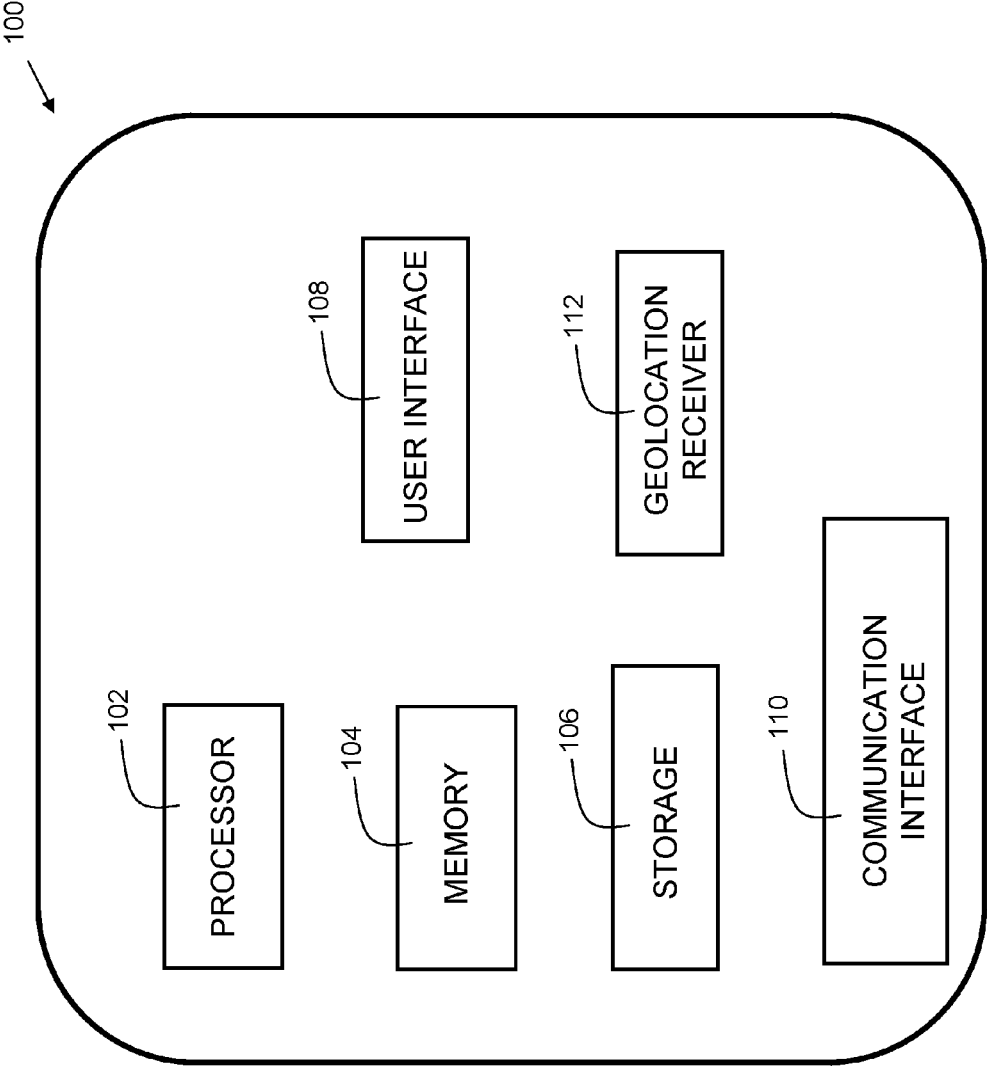 100
102
PROCESSOR
104
MEMORY
106
STORAGE
110
COMMUNICATION
INTERFACE
108
USER INTERFACE
112
GEOLOCATION
RECEIVER